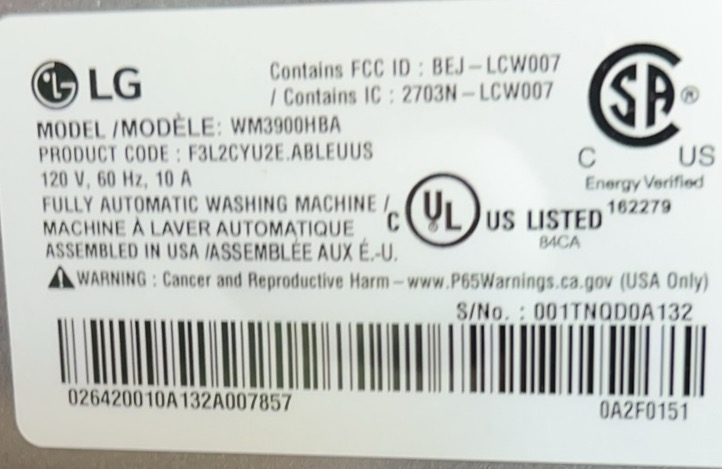 LG
Contains FCC ID : BEJ-LCW007
/ Contains IC : 2703N-LCW007
SA ®
C US
Energy Verified
162279
MODEL /MODÈLE: WM3900HBA
PRODUCT CODE : F3L2CYU2E.ABLEUUS
120 V, 60 Hz, 10 A
FULLY AUTOMATIC WASHING MACHINE /
MACHINE À LAVER AUTOMATIQUE
ASSEMBLED IN USA /ASSEMBLÉE AUX É.-U.
C UL US LISTED
84CA
WARNING : Cancer and Reproductive Harm – www.P65Warnings.ca.gov (USA Only)
S/No. : 001TNQD0A132
026420010A132A007857
0A2F0151